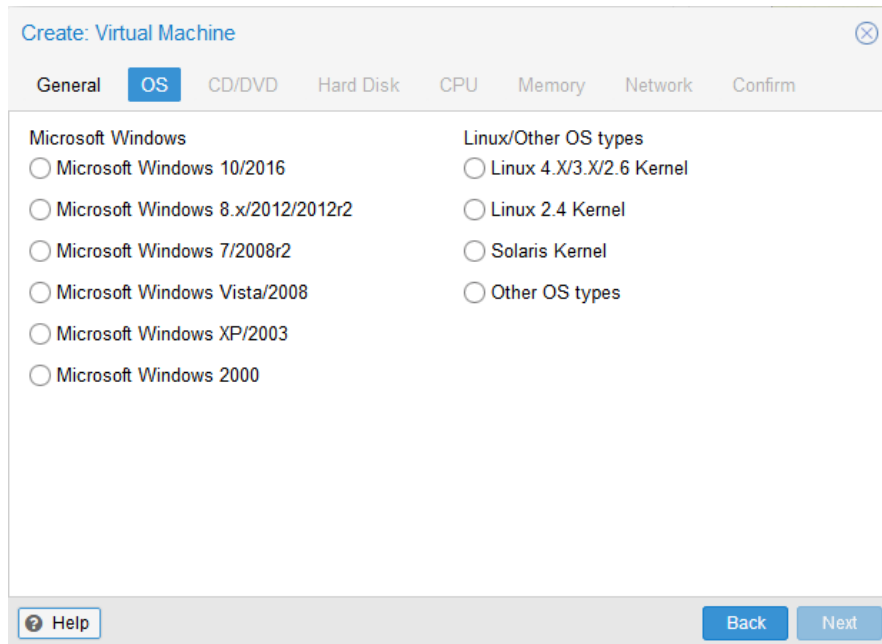 Create: Virtual Machine
General OS CD/DVD Hard Disk CPU Memory Network Confirm
Microsoft Windows
Microsoft Windows 10/2016
Microsoft Windows 8.x/2012/2012r2
Microsoft Windows 7/2008r2
Microsoft Windows Vista/2008
Microsoft Windows XP/2003
Microsoft Windows 2000
Linux/Other OS types
Linux 4.X/3.X/2.6 Kernel
Linux 2.4 Kernel
Solaris Kernel
Other OS types
? Help
Back Next